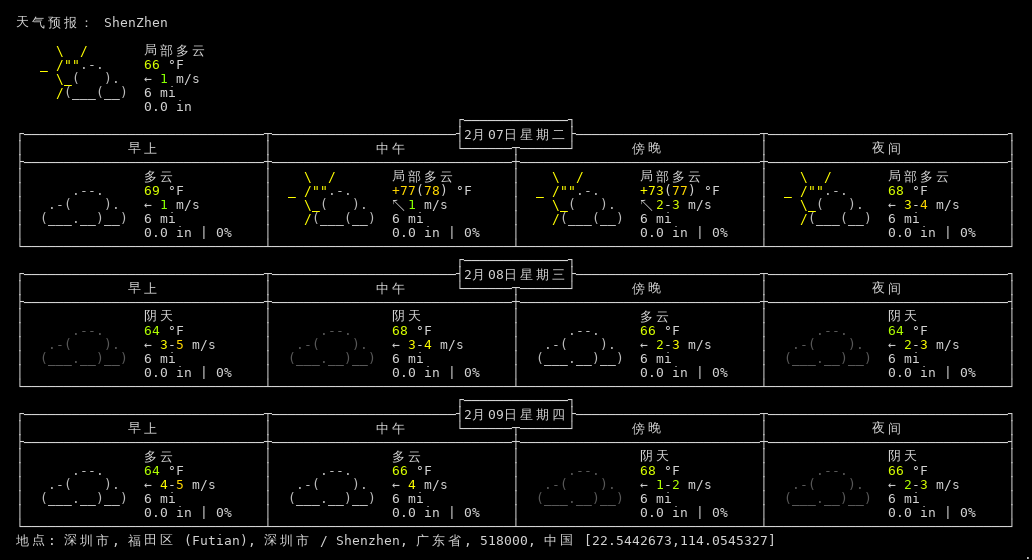 天气预报： ShenZhen
局部多云
66 °F
← 1 m/s
6 mi
0.0 in
2月07日星期二
早上 中午 傍晚 夜间
多云 局部多云 局部多云 局部多云
69 °F +77(78) °F +73(77) °F 68 °F
← 1 m/s ↖ 1 m/s ↖ 2-3 m/s ← 3-4 m/s
6 mi 6 mi 6 mi 6 mi
0.0 in | 0% 0.0 in | 0% 0.0 in | 0% 0.0 in | 0%
2月08日星期三
早上 中午 傍晚 夜间
阴天 阴天 多云 阴天
64 °F 68 °F 66 °F 64 °F
← 3-5 m/s ← 3-4 m/s ← 2-3 m/s ← 2-3 m/s
6 mi 6 mi 6 mi 6 mi
0.0 in | 0% 0.0 in | 0% 0.0 in | 0% 0.0 in | 0%
2月09日星期四
早上 中午 傍晚 夜间
多云 多云 阴天 阴天
64 °F 66 °F 68 °F 66 °F
← 4-5 m/s ← 4 m/s ← 1-2 m/s ← 2-3 m/s
6 mi 6 mi 6 mi 6 mi
0.0 in | 0% 0.0 in | 0% 0.0 in | 0% 0.0 in | 0%
地点: 深圳市, 福田区 (Futian), 深圳市 / Shenzhen, 广东省, 518000, 中国 [22.5442673,114.0545327]